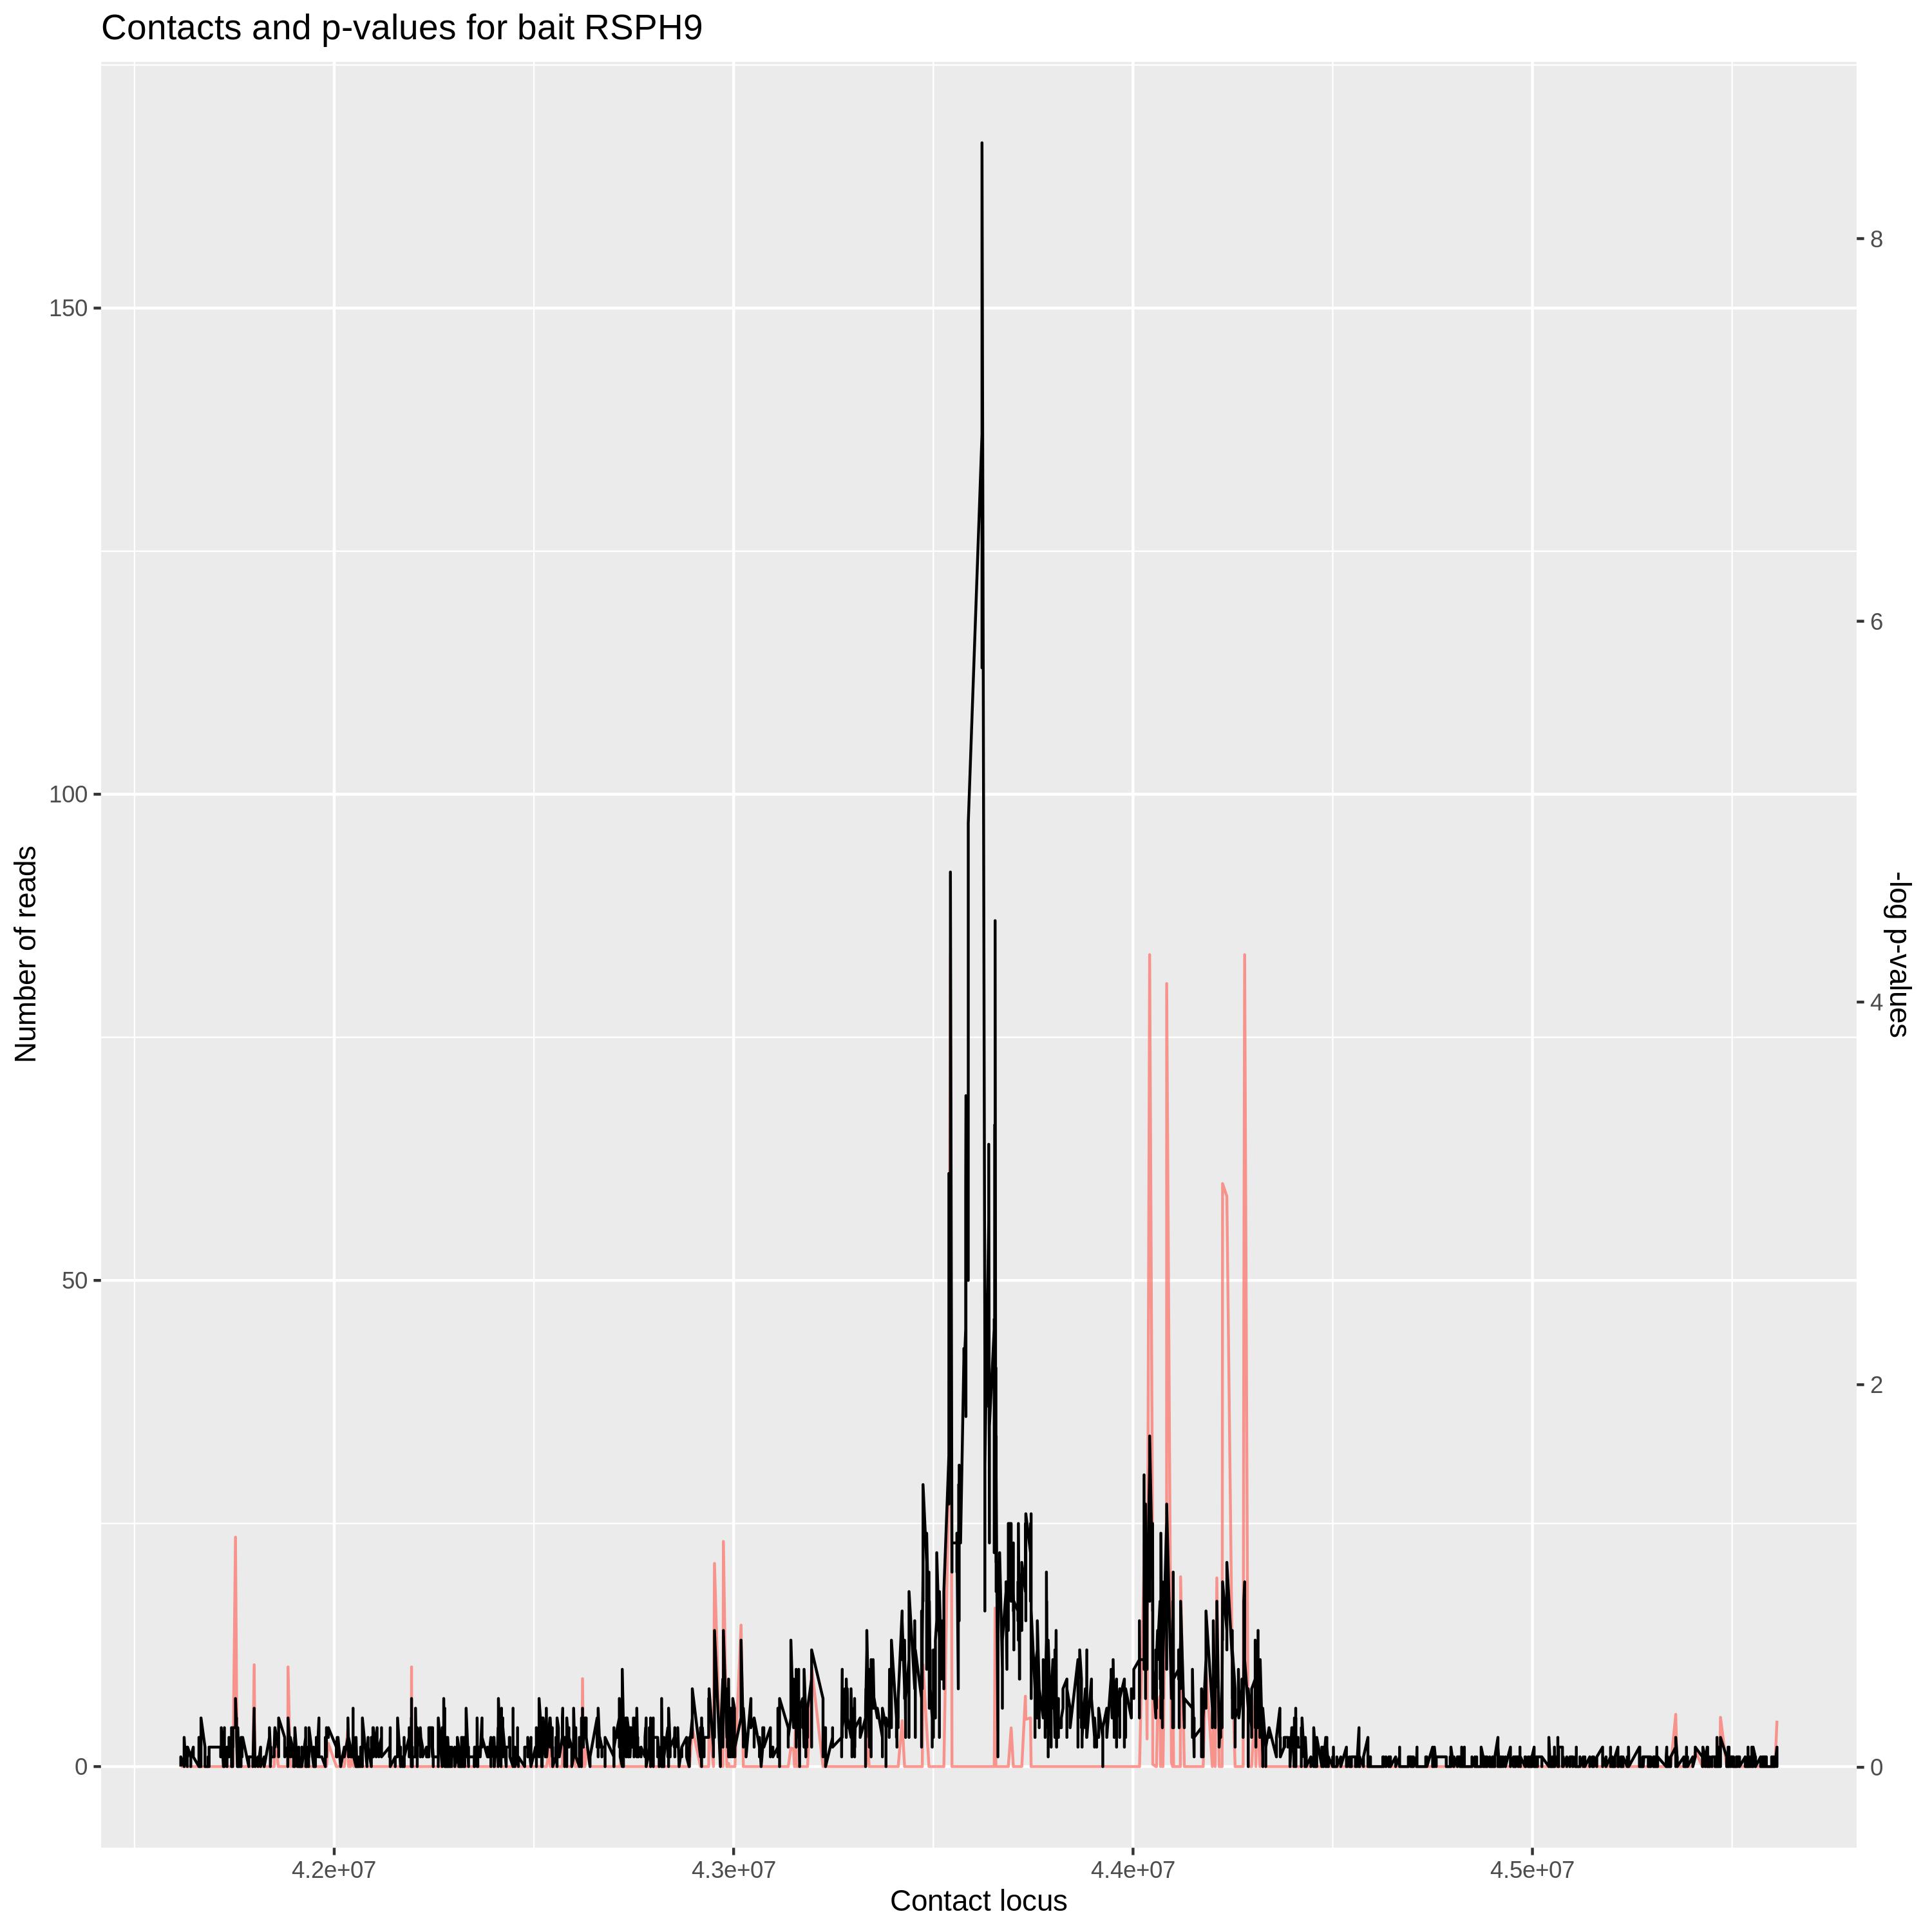 Contacts and p-values for bait RSPH9
150
100
50
0
Number of reads
8
6
4
2
0
-log p-values
4.2e+07
4.3e+07
4.4e+07
4.5e+07
Contact locus